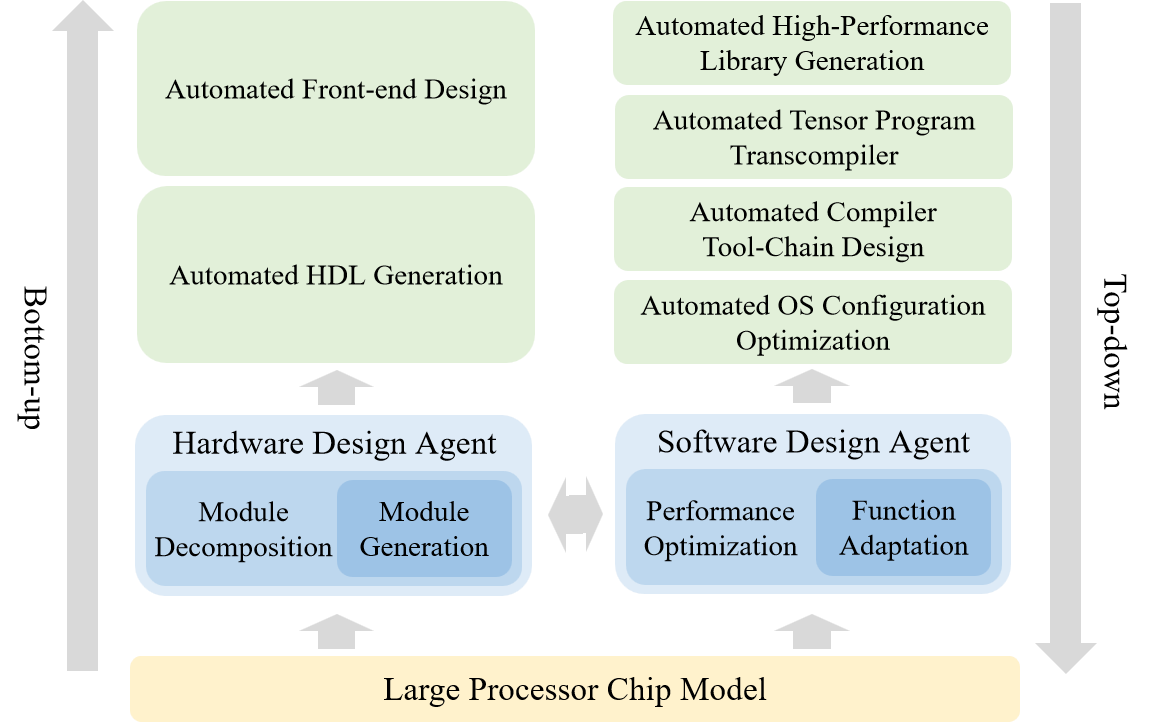 Automated Front-end Design
Automated HDL Generation
Automated High-Performance
Library Generation
Automated Tensor Program
Transcompiler
Automated Compiler
Tool-Chain Design
Automated OS Configuration
Optimization
Bottom-up
Top-down
Hardware Design Agent
Module
Decomposition
Module
Generation
Software Design Agent
Performance
Optimization
Function
Adaptation
Large Processor Chip Model